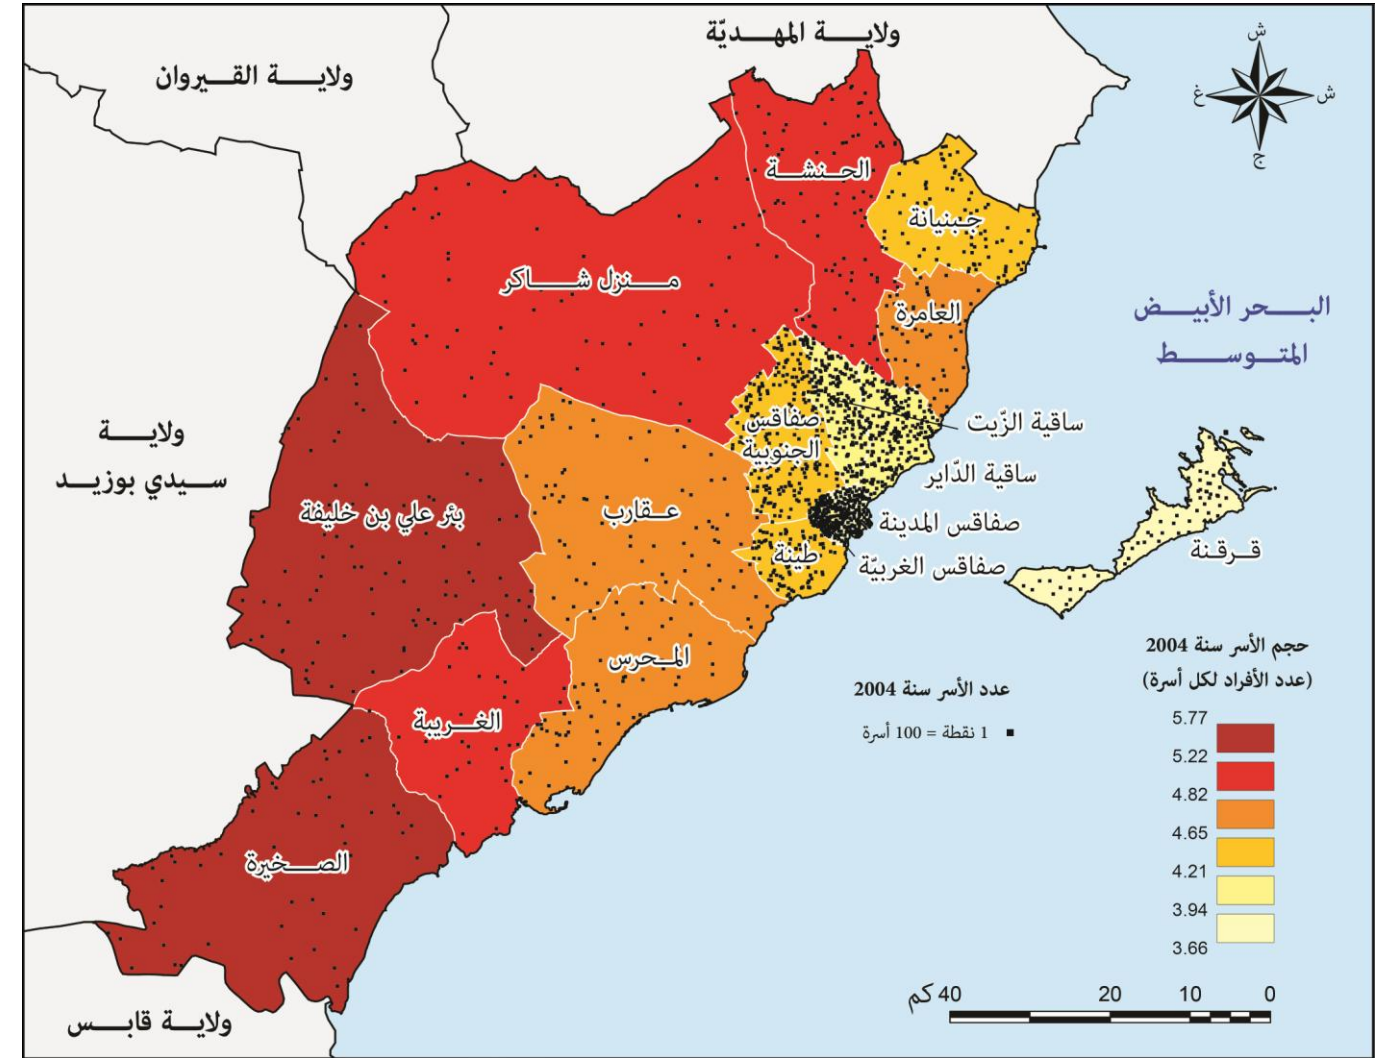 ولاية المهديّة
ولاية القيروان
ش
غ
ش
ج
الحنشة
جبنيانة
منزل شاكر
العامرة
البحر الأبيض
المتوسط
ساقية الزّيت
صفاقس
الجنوبية
ولاية
سيدي بوزيد
ساقية الدّاير
بئر علي بن خليفة
عقارب
صفاقس المدينة
قرقنة
طينة
صفاقس الغربيّة
المحرس
حجم الأسر سنة 2004
(عدد الأفراد لكل أسرة)
عدد الأسر سنة 2004
1 نقطة = 100 أسرة
الغريبة
5.77
5.22
4.82
4.65
4.21
3.94
3.66
الصخيرة
كم 40 20 10 0
ولاية قابس